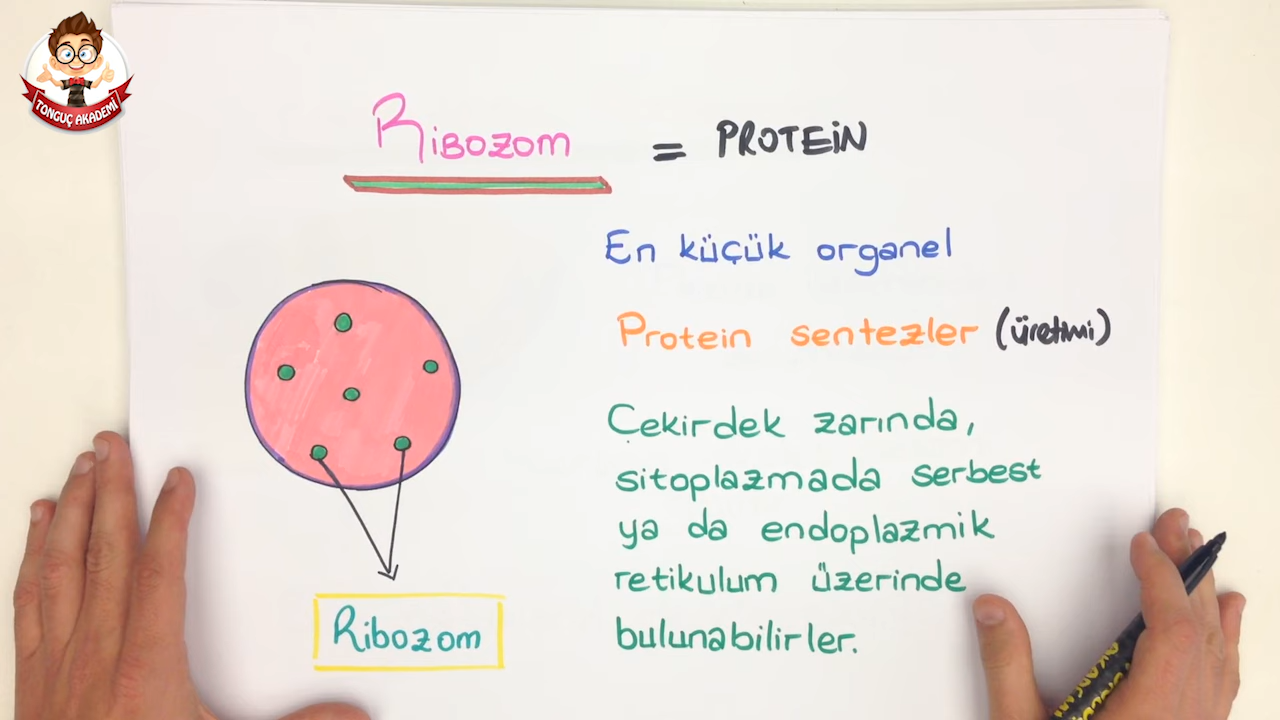 TONGUÇ AKADEMİ
Ribozom = PROTEİN
En küçük organel
Protein sentezler (üretimi)
Çekirdek zarında,
sitoplazmada serbest
ya da endoplazmik
retikulum üzerinde
bulunabilirler.
Ribozom